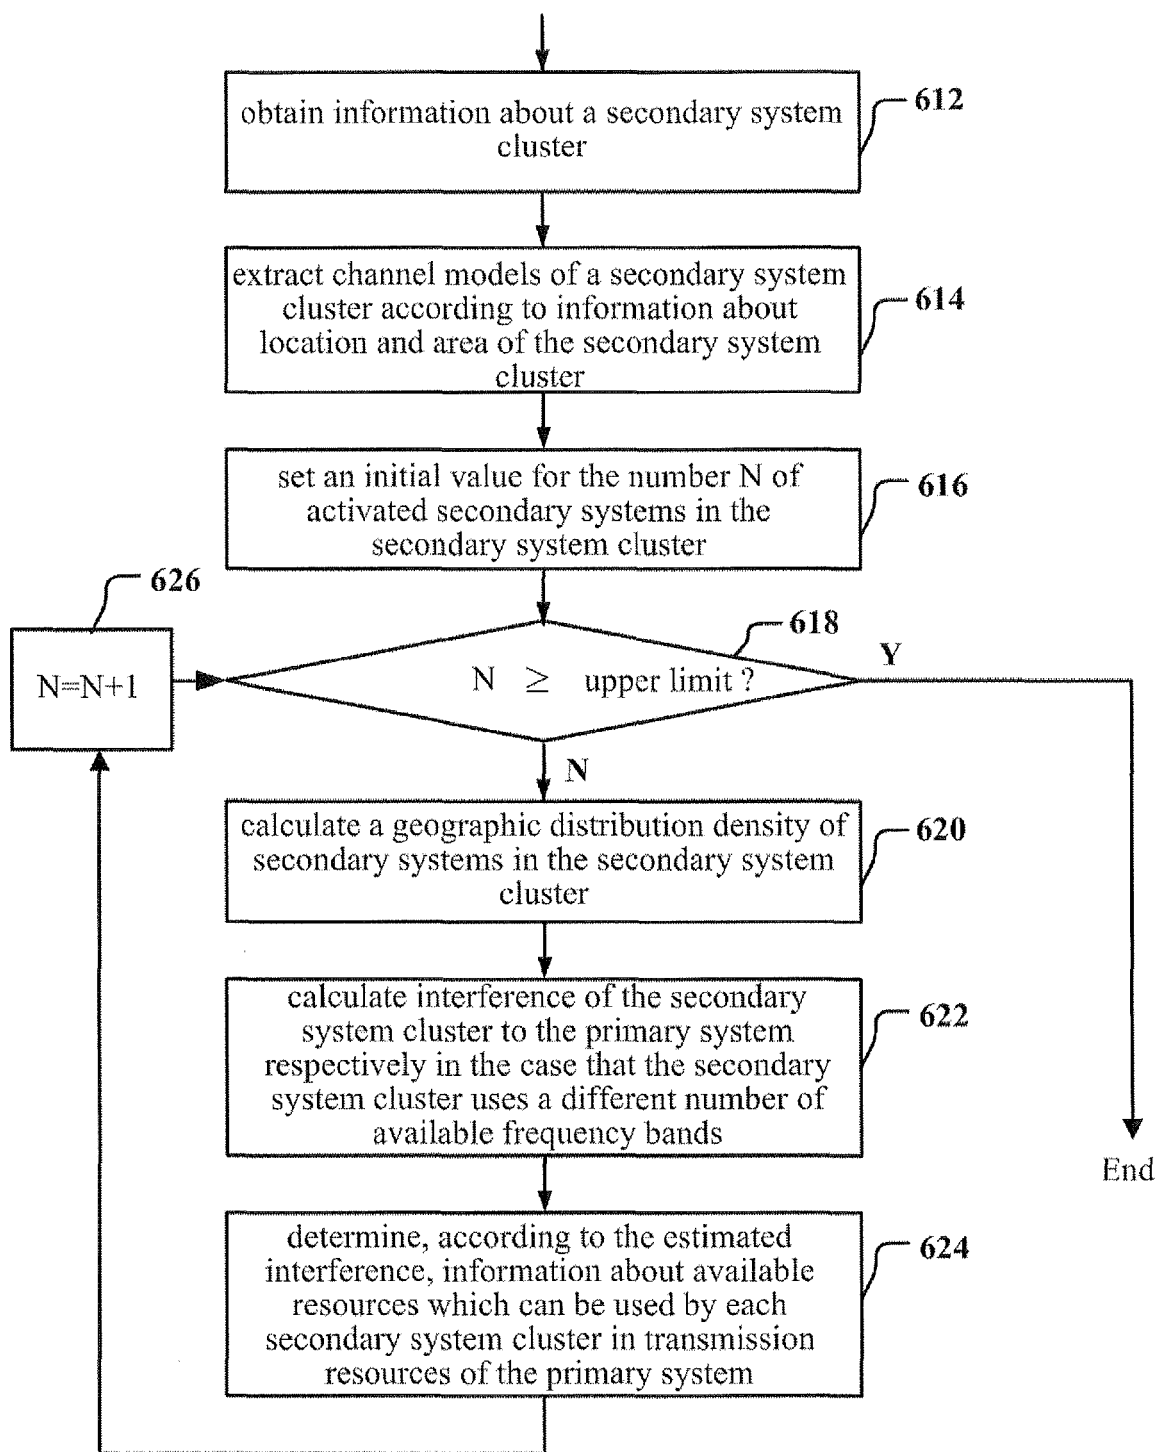 obtain information about a secondary system
cluster
612
extract channel models of a secondary system
cluster according to information about
location and area of the secondary system
cluster
614
set an initial value for the number N of
activated secondary systems in the
secondary system cluster
616
626
N=N+1
618
N ≥ upper limit ?
Y
N
calculate a geographic distribution density of
secondary systems in the secondary system
cluster
620
calculate interference of the secondary
system cluster to the primary system
respectively in the case that the secondary
system cluster uses a different number of
available frequency bands
622
End
determine, according to the estimated
interference, information about available
resources which can be used by each
secondary system cluster in transmission
resources of the primary system
624